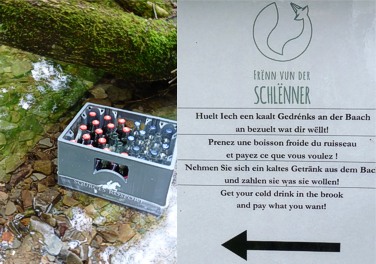 FRËNN VUN DER
SCHLËNNER
Huelt Iech een kaalt Gedrénks an der Baach
an bezuelt wat dir wëllt!
Prenez une boisson froide du ruisseau
et payez ce que vous voulez !
Nehmen Sie sich ein kaltes Getränk aus dem Bac
und zahlen sie was sie wollen!
Get your cold drink in the brook
and pay what you want!